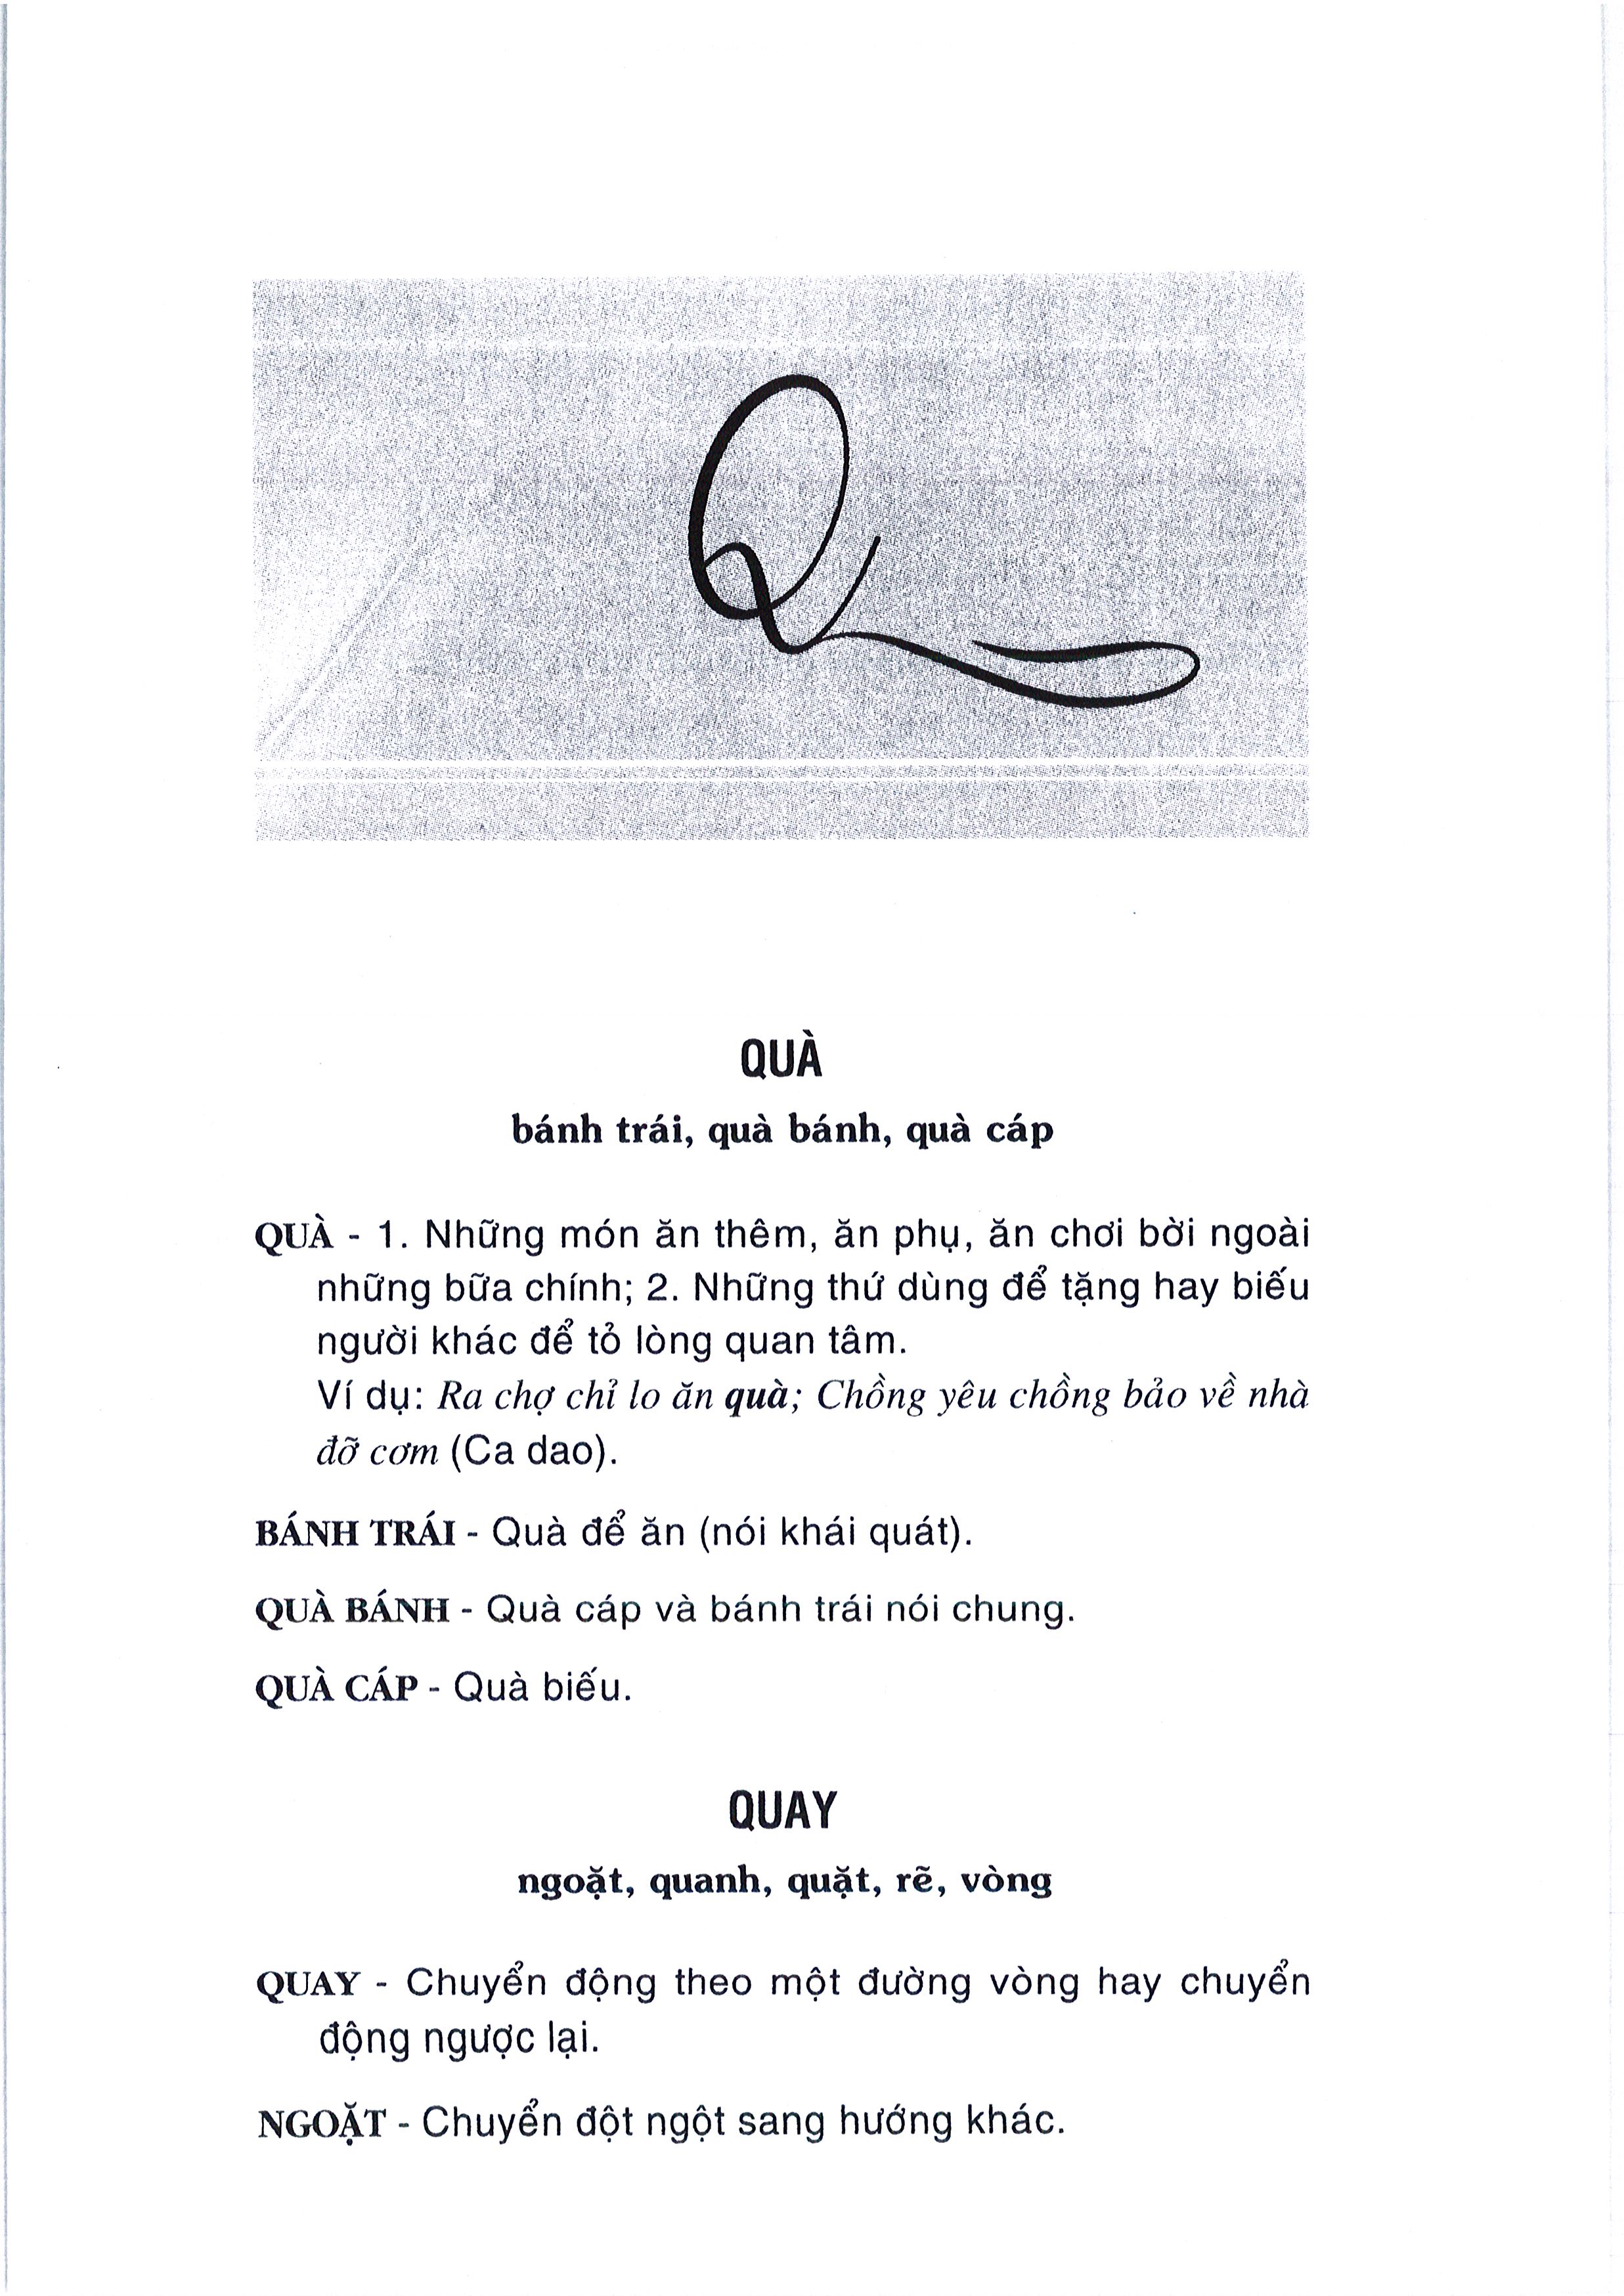 Q
QUÀ
bánh trái, quà bánh, quà cáp
QUÀ - 1. Những món ăn thêm, ăn phụ, ăn chơi bời ngoài
những bữa chính; 2. Những thứ dùng để tặng hay biếu
người khác để tỏ lòng quan tâm.
Ví dụ: Ra chợ chỉ lo ăn quà; Chồng yêu chồng bảo về nhà
đỡ cơm (Ca dao).
BÁNH TRÁI - Quà để ăn (nói khái quát).
QUÀ BÁNH - Quà cáp và bánh trái nói chung.
QUÀ CÁP - Quà biếu.
QUAY
ngoặt, quanh, quặt, rẽ, vòng
QUAY - Chuyển động theo một đường vòng hay chuyển
động ngược lại.
NGOẶT - Chuyển đột ngột sang hướng khác.